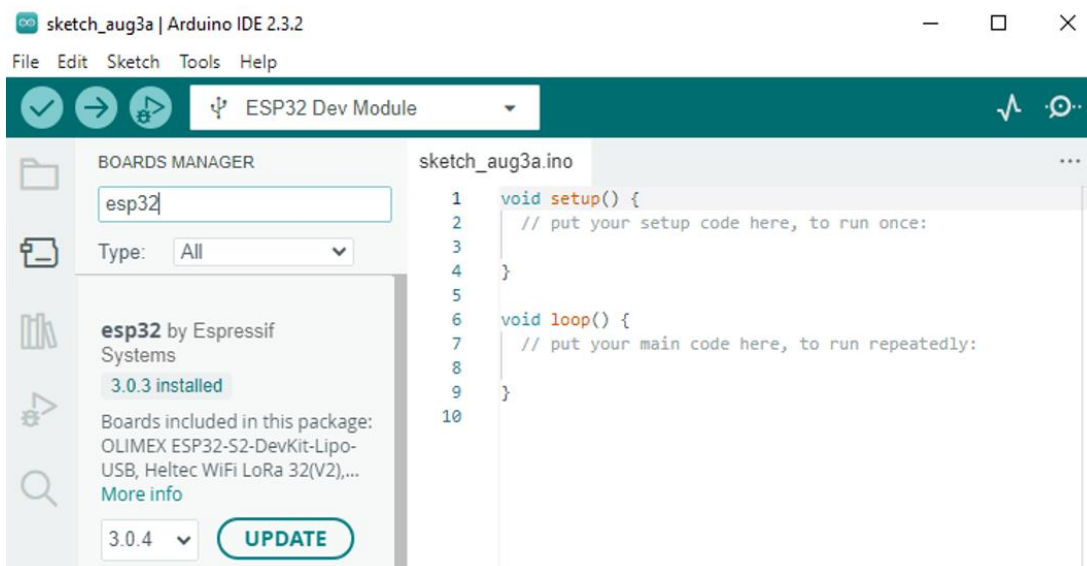 sketch_aug3a | Arduino IDE 2.3.2
File Edit Sketch Tools Help
ESP32 Dev Module
BOARDS MANAGER
esp32
Type: All
esp32 by Espressif
Systems
3.0.3 installed
Boards included in this package:
OLIMEX ESP32-S2-DevKit-Lipo-
USB, Heltec WiFi LoRa 32(V2),...
More info
3.0.4 UPDATE
sketch_aug3a.ino
1 void setup() {
2 // put your setup code here, to run once:
3
4 }
5
6 void loop() {
7 // put your main code here, to run repeatedly:
8
9 }
10